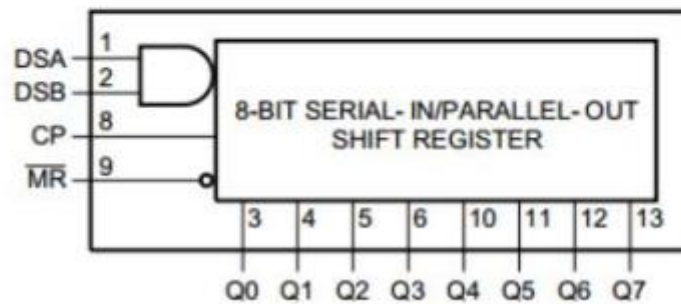 DSA 1
DSB 2
8-BIT SERIAL-IN/PARALLEL-OUT
CP 8
SHIFT REGISTER
M̅R̅ 9
3 4 5 6 10 11 12 13
Q0 Q1 Q2 Q3 Q4 Q5 Q6 Q7